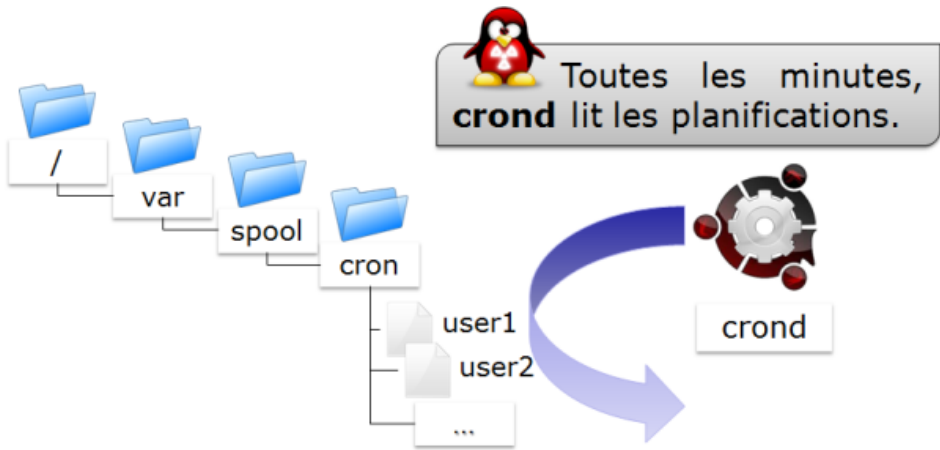 Toutes les minutes,
crond lit les planifications.
/
var
spool
cron
user1
user2
...
crond